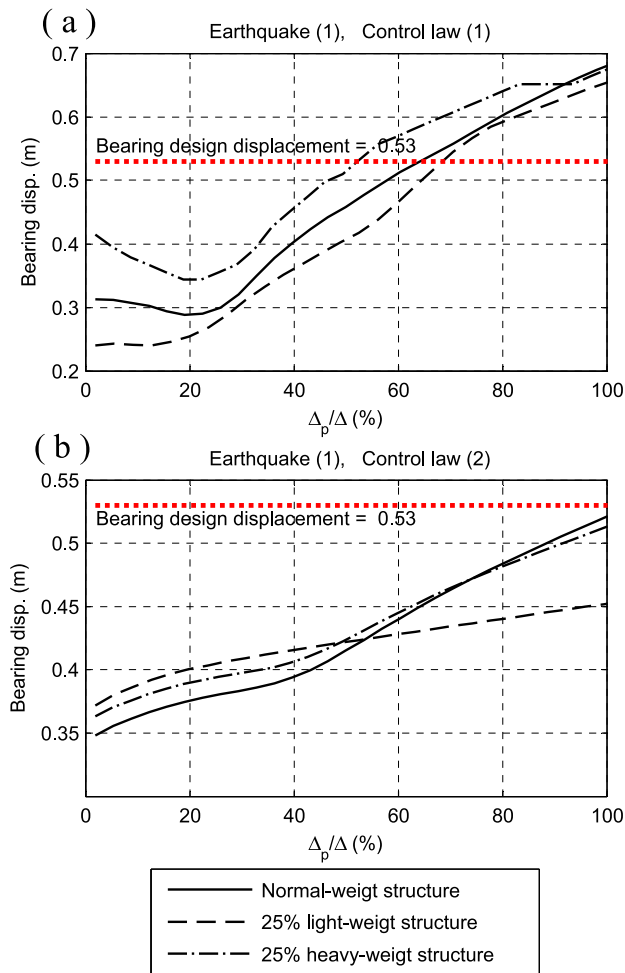 ( a )
Earthquake (1), Control law (1)
0.7
0.6
Bearing design displacement = 0.53
0.5
0.4
0.3
0.2
Bearing disp. (m)
0 20 40 60 80 100
Δp/Δ (%)
( b )
Earthquake (1), Control law (2)
0.55
Bearing design displacement = 0.53
0.5
0.45
0.4
0.35
Bearing disp. (m)
0 20 40 60 80 100
Δp/Δ (%)
Normal-weigt structure
25% light-weigt structure
25% heavy-weigt structure